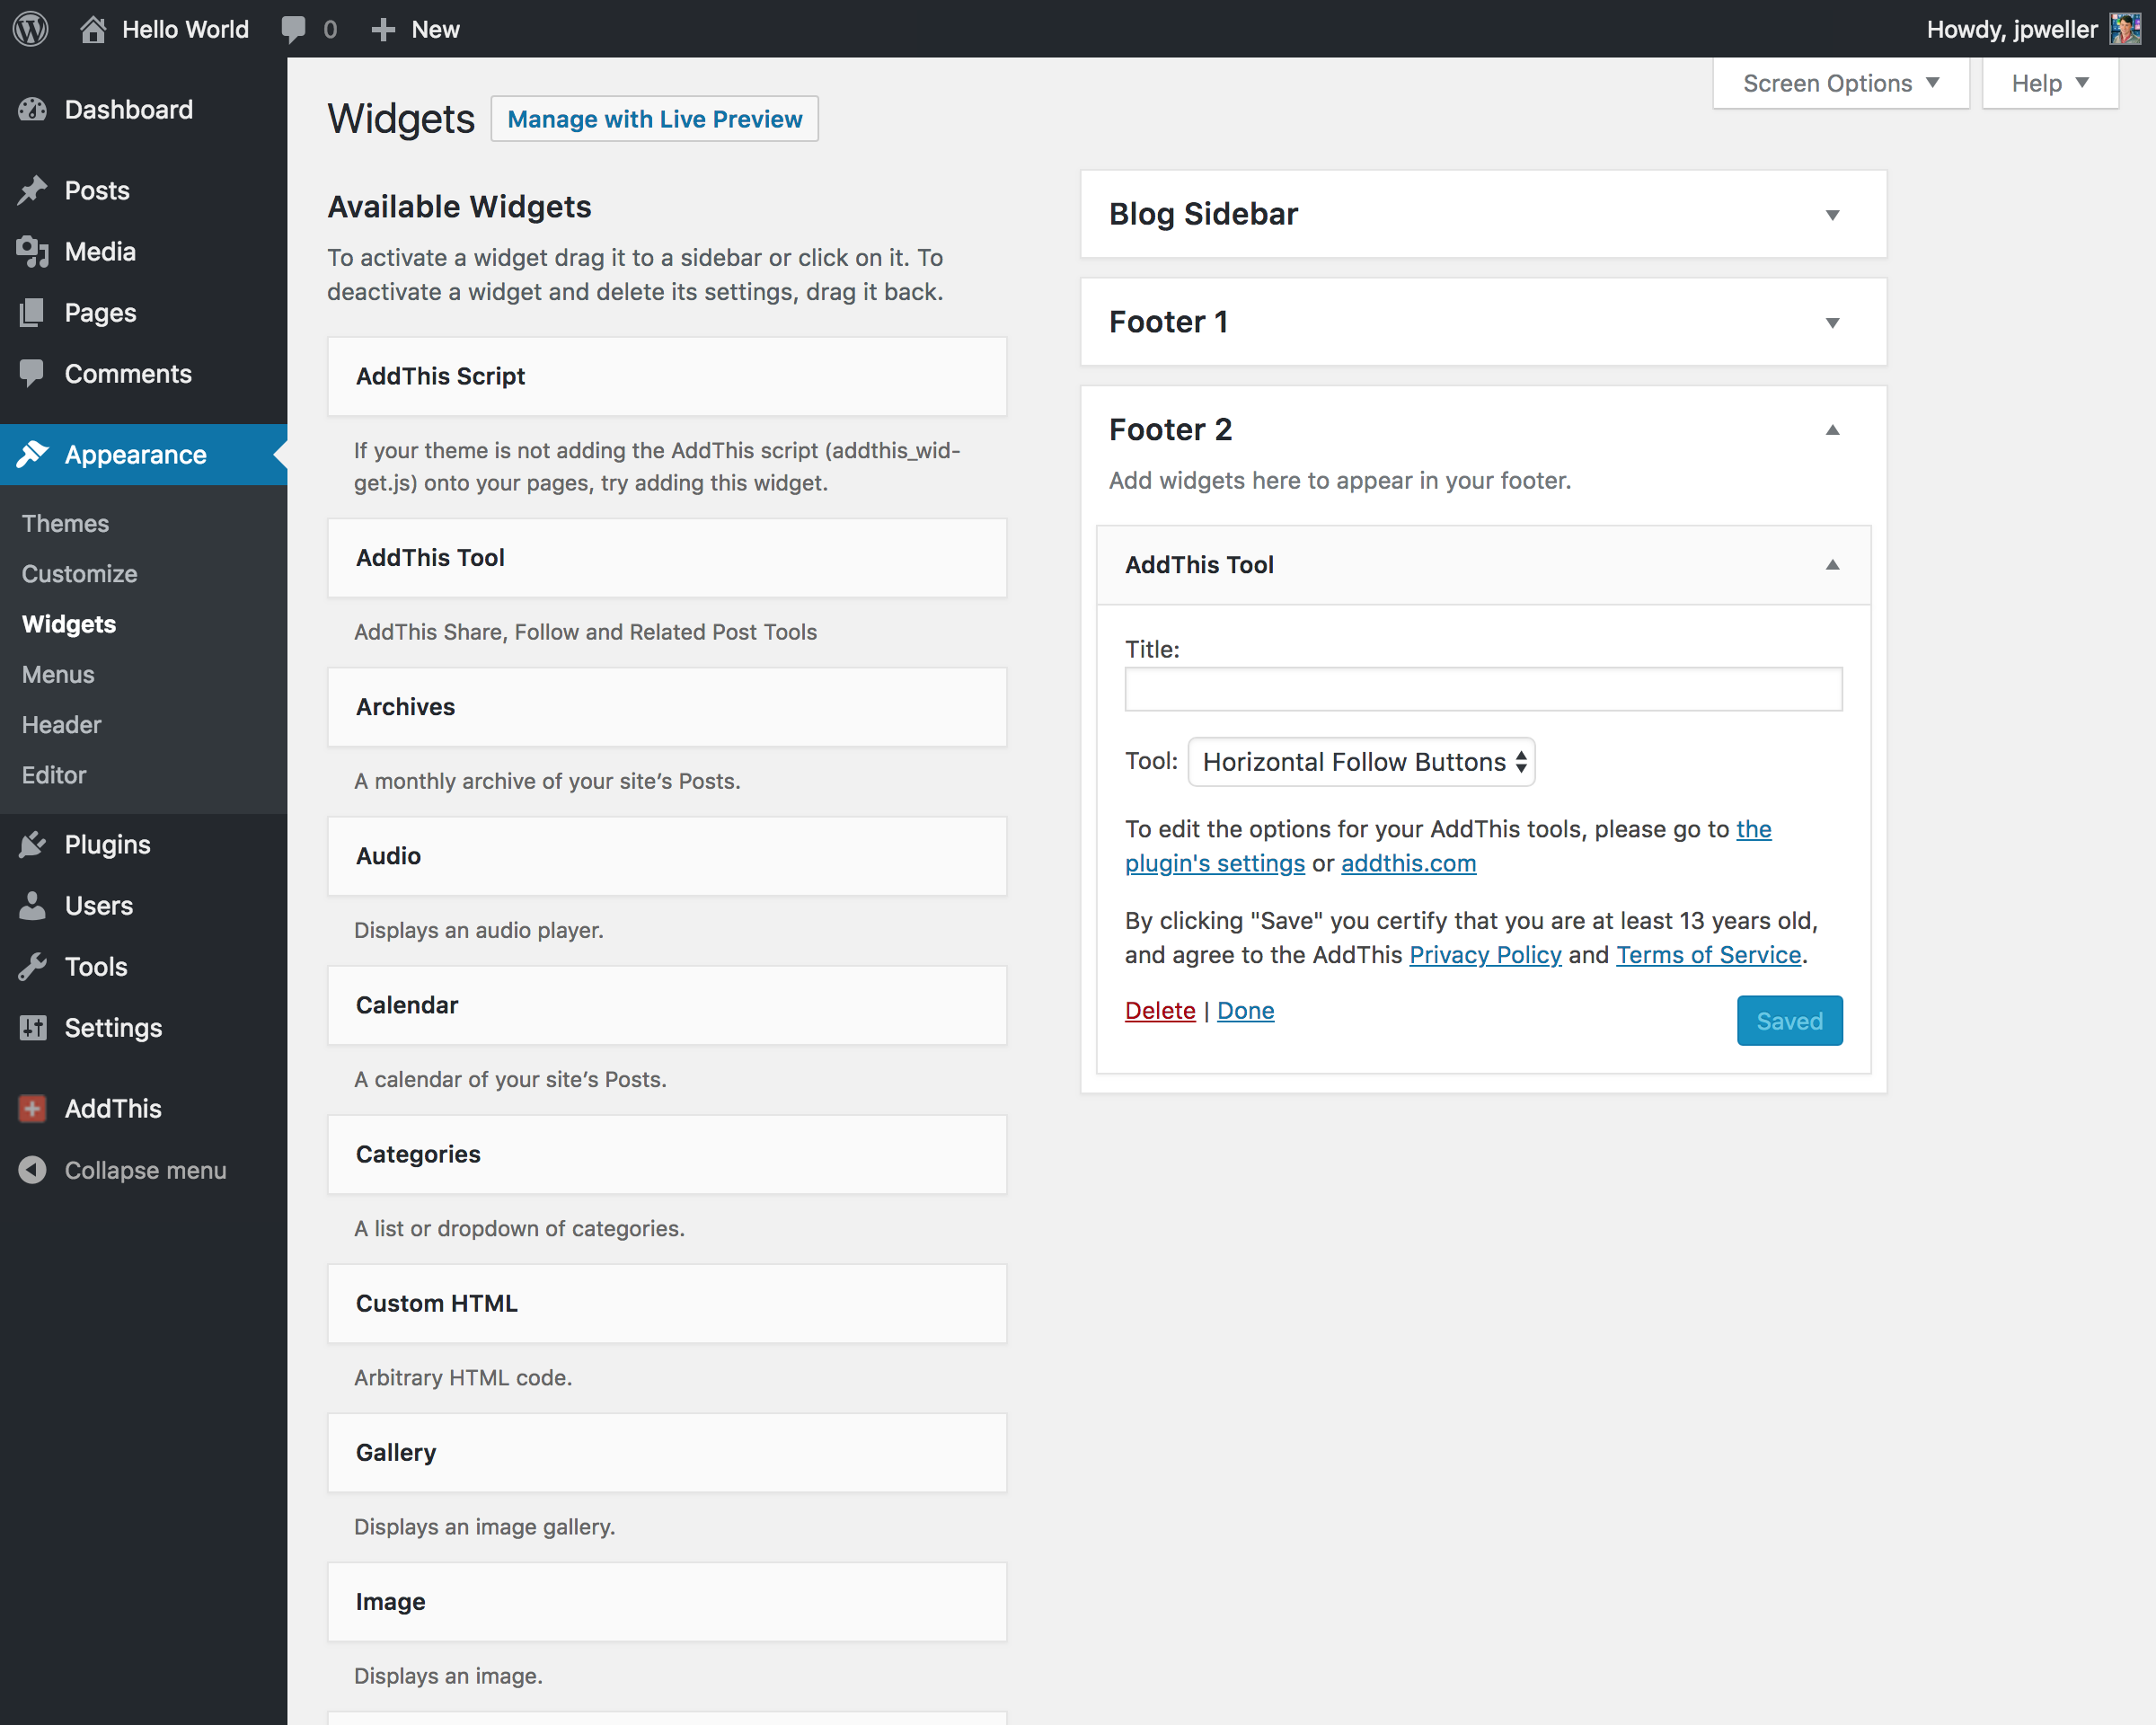 Hello World
0
New
Howdy, jpweller
Screen Options
Help
Dashboard
Posts
Media
Pages
Comments
Appearance
Themes
Customize
Widgets
Menus
Header
Editor
Plugins
Users
Tools
Settings
AddThis
Collapse menu
Widgets
Manage with Live Preview
Available Widgets
To activate a widget drag it to a sidebar or click on it. To
deactivate a widget and delete its settings, drag it back.
AddThis Script
If your theme is not adding the AddThis script (addthis_wid-
get.js) onto your pages, try adding this widget.
AddThis Tool
AddThis Share, Follow and Related Post Tools
Archives
A monthly archive of your site’s Posts.
Audio
Displays an audio player.
Calendar
A calendar of your site’s Posts.
Categories
A list or dropdown of categories.
Custom HTML
Arbitrary HTML code.
Gallery
Displays an image gallery.
Image
Displays an image.
Blog Sidebar
Footer 1
Footer 2
Add widgets here to appear in your footer.
AddThis Tool
Title:
Tool: Horizontal Follow Buttons
To edit the options for your AddThis tools, please go to the
plugin's settings or addthis.com
By clicking "Save" you certify that you are at least 13 years old,
and agree to the AddThis Privacy Policy and Terms of Service.
Delete | Done
Saved